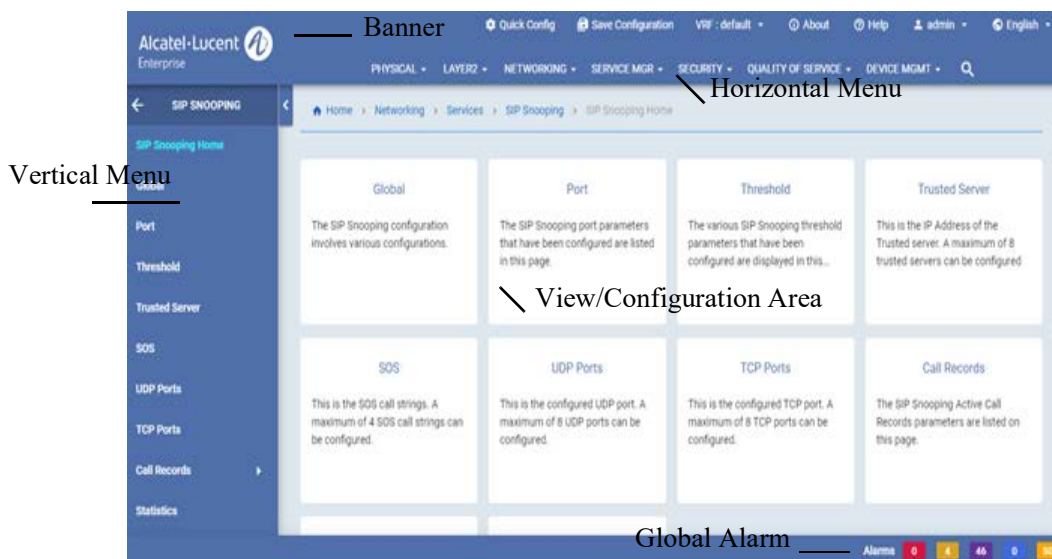 Banner
Quick Config Save Configuration VRF : default About Help admin English
Alcatel·Lucent
Enterprise
PHYSICAL LAYER2 NETWORKING SERVICE MGR SECURITY QUALITY OF SERVICE DEVICE MGMT
Horizontal Menu
SIP SNOOPING
Home › Networking › Services › SIP Snooping › SIP Snooping Home
SIP Snooping Home
Vertical Menu
Global
Port
Threshold
Trusted Server
SOS
UDP Ports
TCP Ports
Call Records
Statistics
Global
The SIP Snooping configuration
involves various configurations.
Port
The SIP Snooping port parameters
that have been configured are listed
in this page.
Threshold
The various SIP Snooping threshold
parameters that have been
configured are displayed in this...
Trusted Server
This is the IP Address of the
Trusted server. A maximum of 8
trusted servers can be configured
View/Configuration Area
SOS
This is the SOS call strings. A
maximum of 4 SOS call strings can
be configured.
UDP Ports
This is the configured UDP port. A
maximum of 8 UDP ports can be
configured.
TCP Ports
This is the configured TCP port. A
maximum of 8 TCP ports can be
configured.
Call Records
The SIP Snooping Active Call
Records parameters are listed on
this page.
Global Alarm
Alarms 0 4 46 0